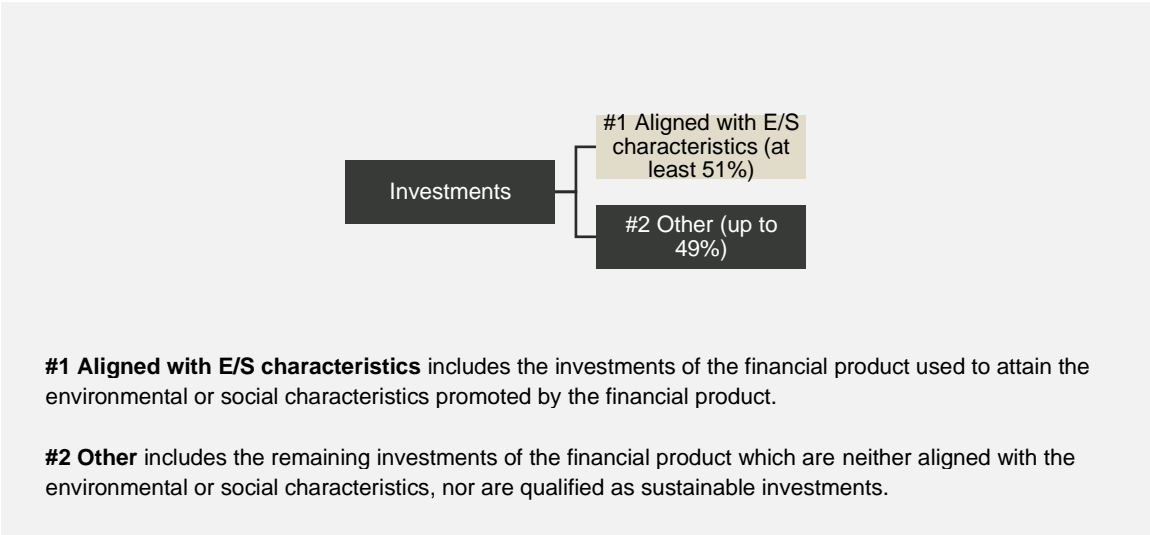 #1 Aligned with E/S
characteristics (at
least 51%)
Investments
#2 Other (up to
49%)
#1 Aligned with E/S characteristics includes the investments of the financial product used to attain the
environmental or social characteristics promoted by the financial product.
#2 Other includes the remaining investments of the financial product which are neither aligned with the
environmental or social characteristics, nor are qualified as sustainable investments.